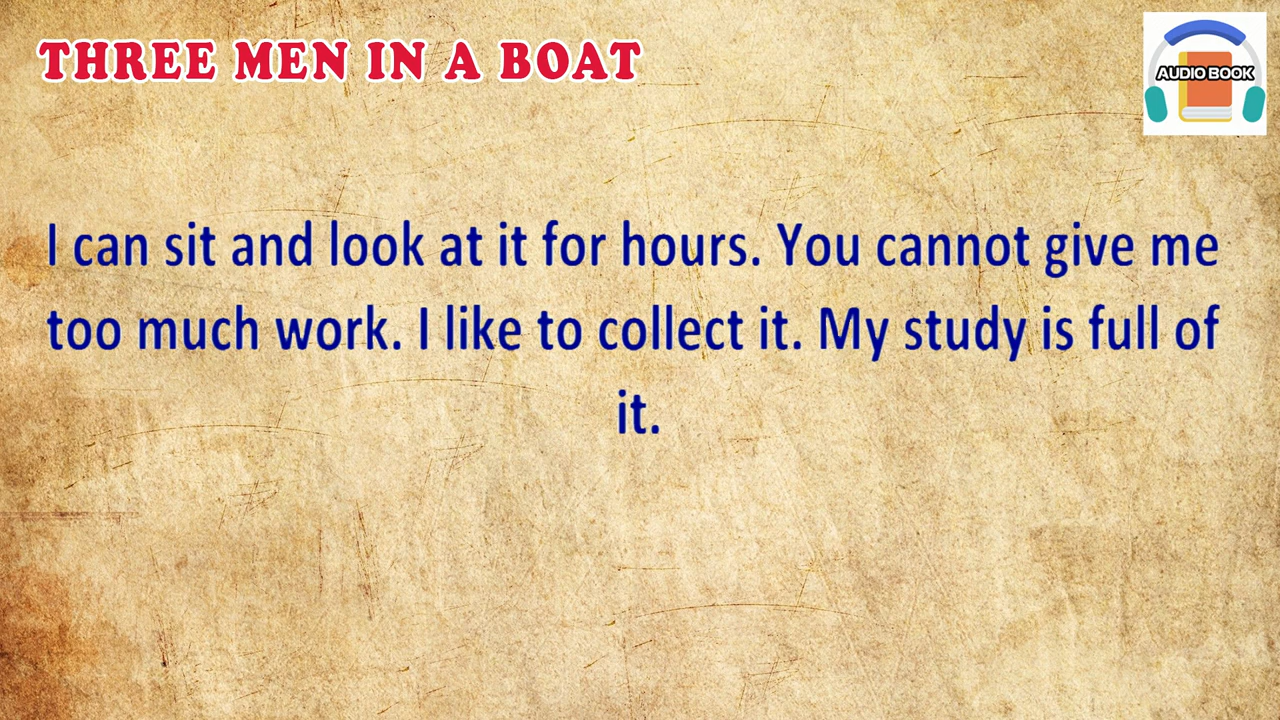 THREE MEN IN A BOAT
AUDIO BOOK
I can sit and look at it for hours. You cannot give me
too much work. I like to collect it. My study is full of
it.